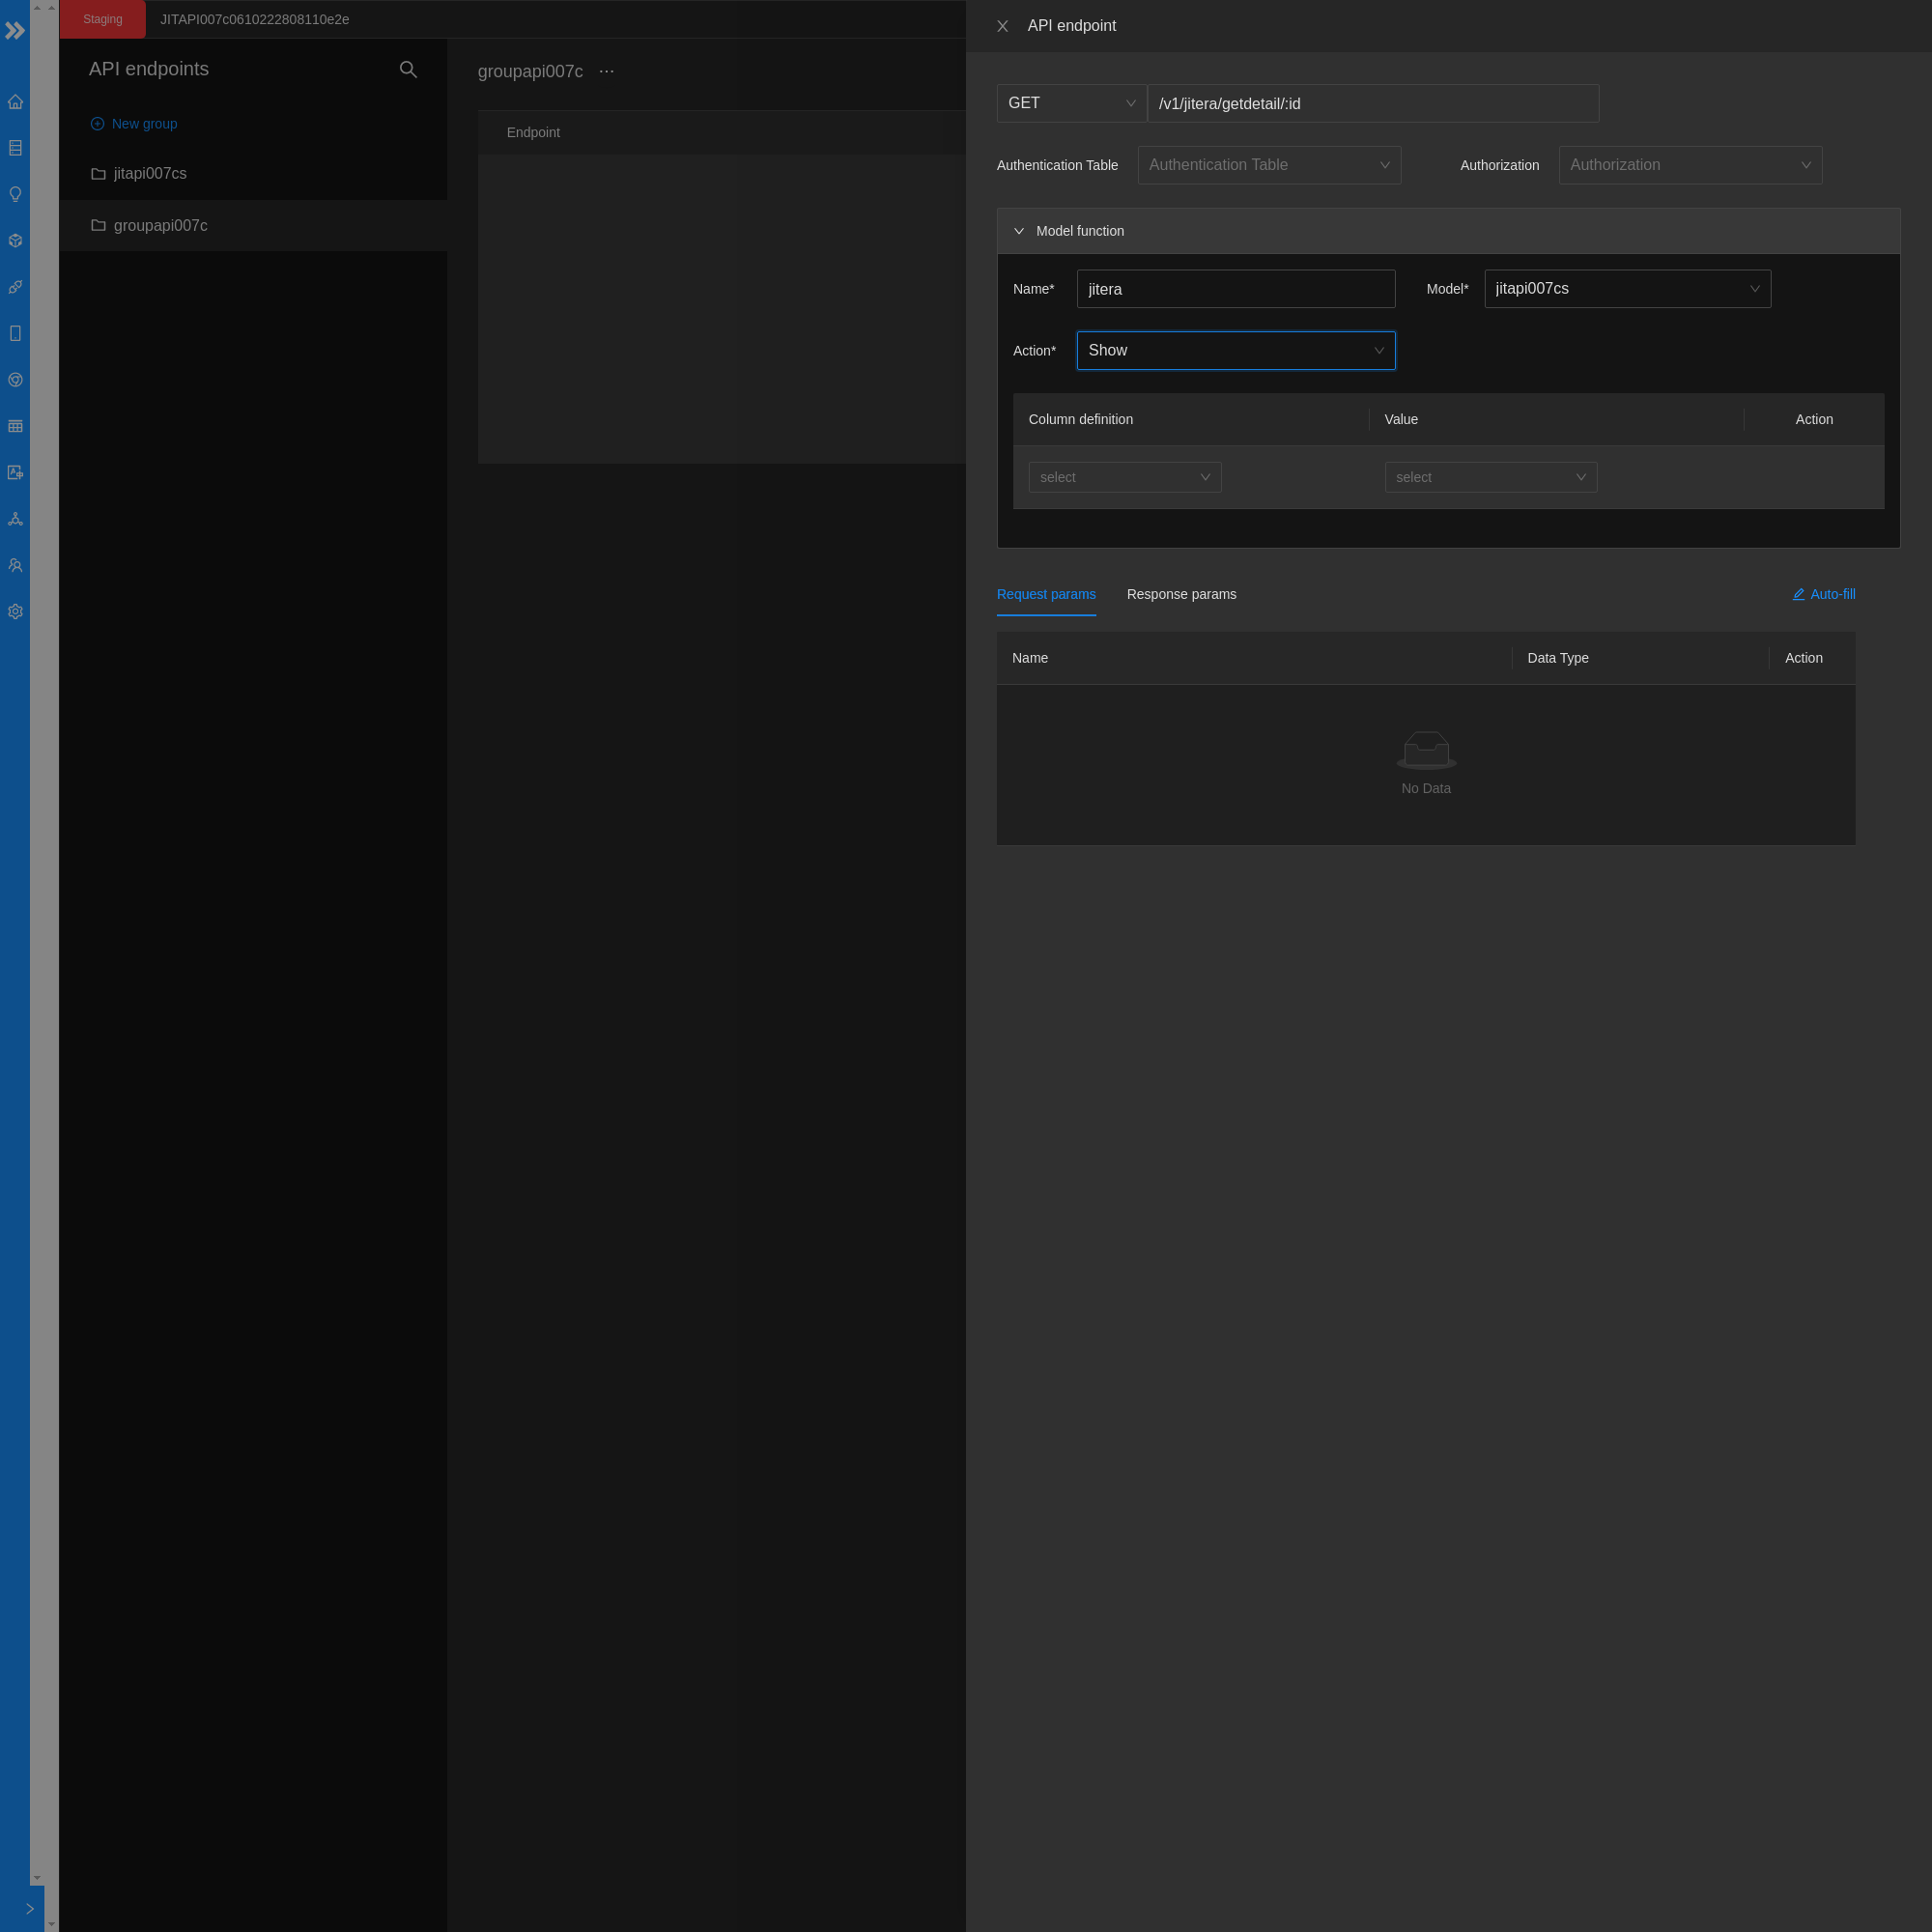 Staging
JITAPI007c0610222808110e2e
API endpoints
New group
jitapi007cs
groupapi007c
groupapi007c ...
Endpoint
API endpoint
GET /v1/jitera/getdetail/:id
Authentication Table Authentication Table Authorization Authorization
Model function
Name* jitera Model* jitapi007cs
Action* Show
Column definition Value Action
select select
Request params Response params Auto-fill
Name Data Type Action
No Data